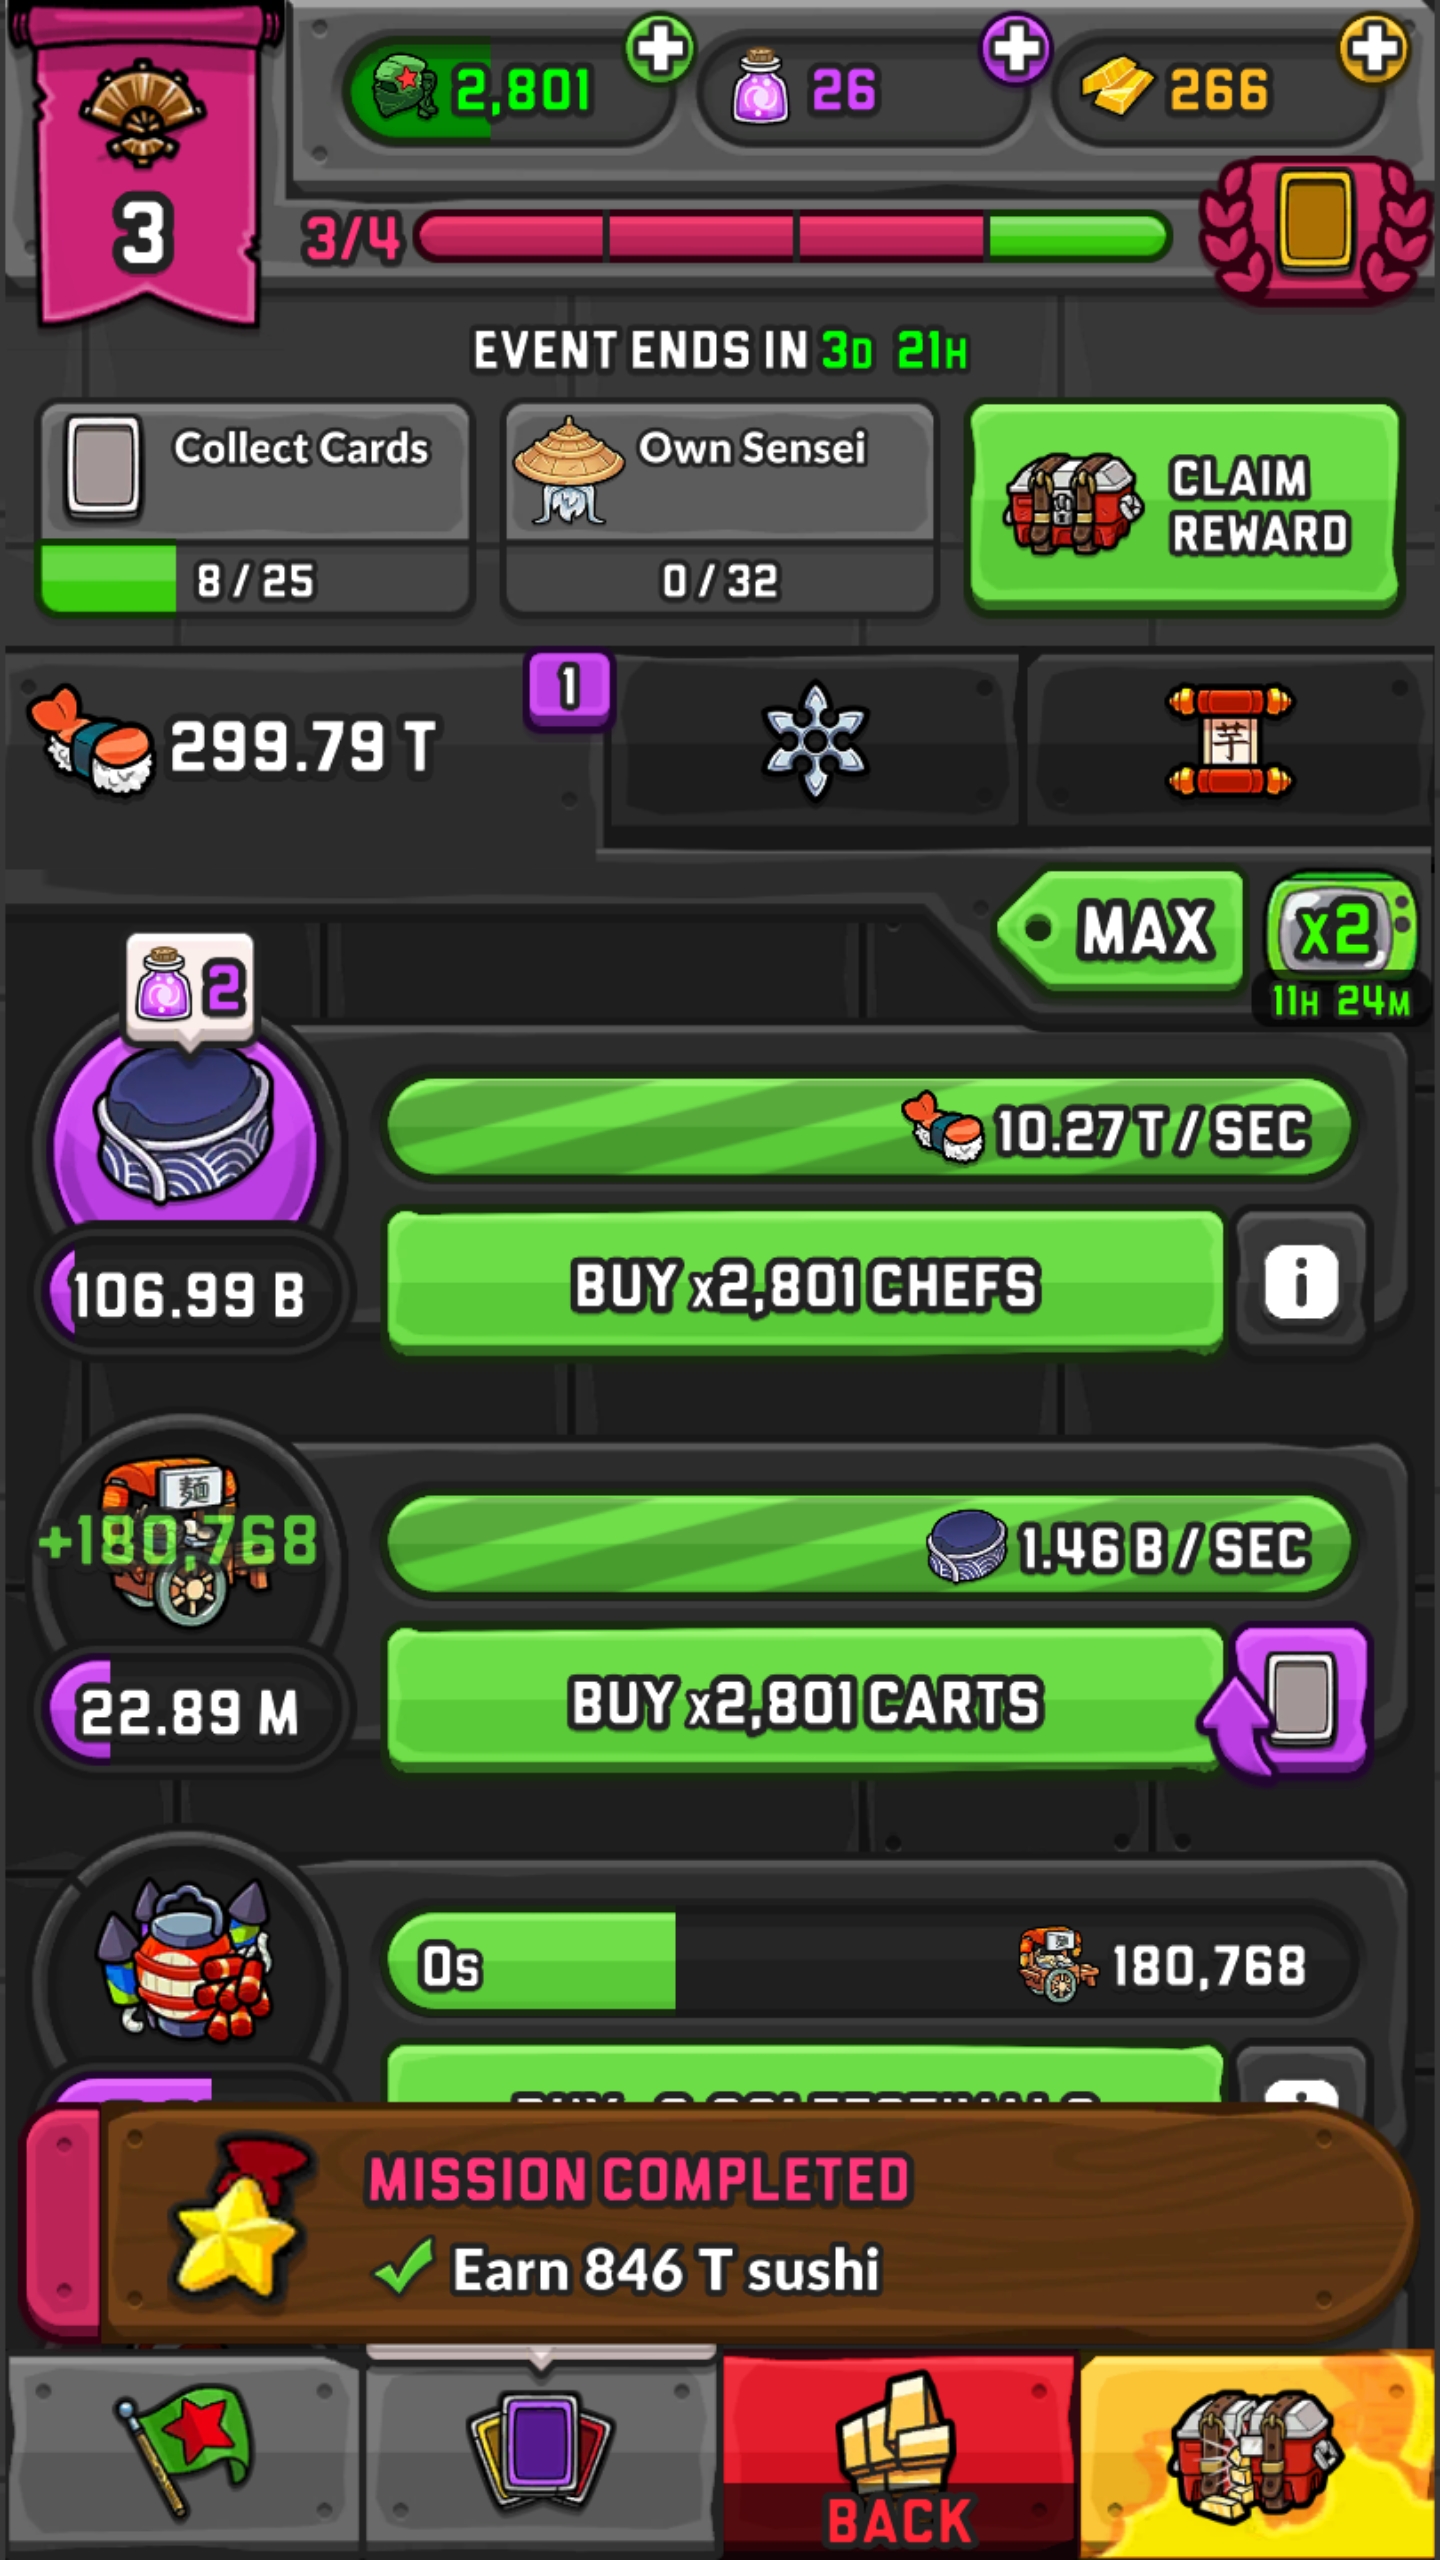 2,801
26
266
3
3/4
EVENT ENDS IN 3D 21H
Collect Cards
8 / 25
Own Sensei
0 / 32
CLAIM
REWARD
299.79 T
1
芋
MAX
x2
11H 24M
2
10.27 T / SEC
106.99 B
BUY x2,801 CHEFS
麺
+180,768
1.46 B / SEC
22.89 M
BUY x2,801 CARTS
0s
180,768
MISSION COMPLETED
Earn 846 T sushi
BACK